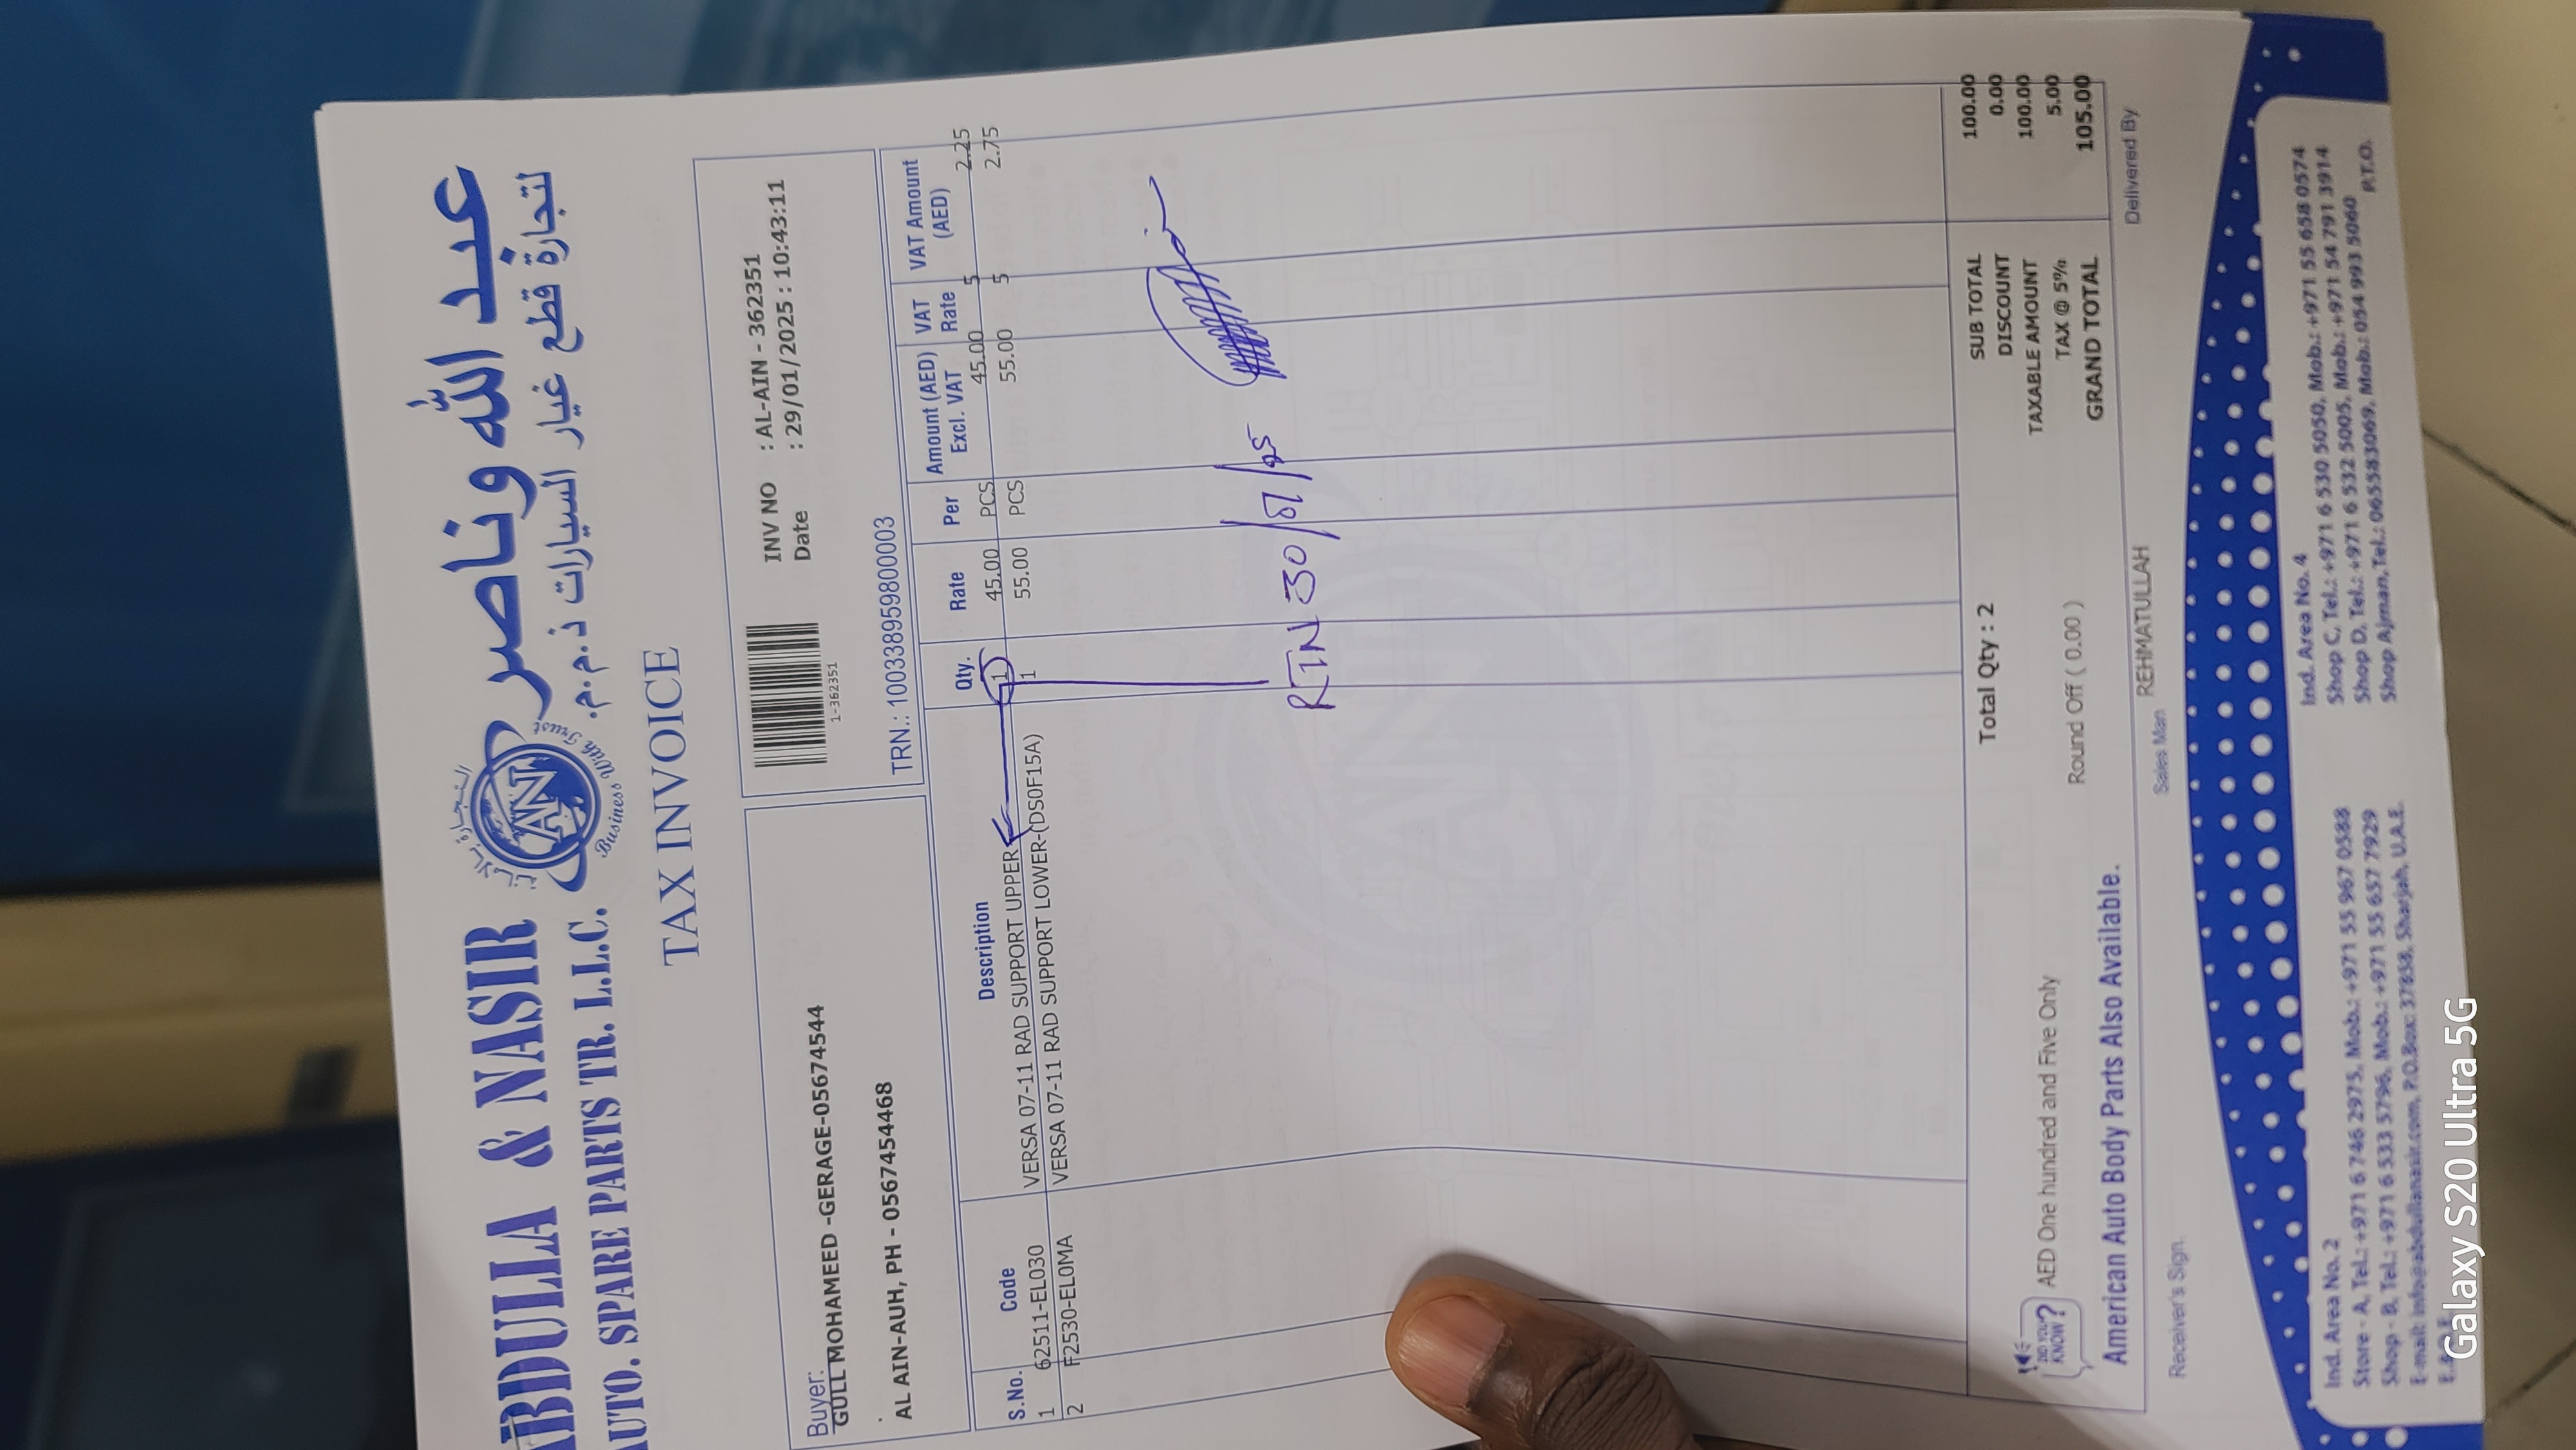 عبد الله وناصر
لتجارة قطع غيار السيارات ذ.م.م.
ABDULLA & NASIR
AUTO. SPARE PARTS TR. L.L.C.
AN
Business With Trust
TAX INVOICE
Buyer:
GULL MOHAMEED -GERAGE-05674544
AL AIN-AUH, PH - 0567454468
1-362351
INV NO : AL-AIN - 362351
Date : 29/01/2025 : 10:43:11
TRN.: 100338959800003
S.No. Code Description Qty. Rate Per Amount (AED) Excl. VAT VAT Rate VAT Amount (AED)
1 62511-EL030 VERSA 07-11 RAD SUPPORT UPPER 1 45.00 PCS 45.00 5 2.25
2 F2530-EL0MA VERSA 07-11 RAD SUPPORT LOWER-(DS0F15A) 1 55.00 PCS 55.00 5 2.75
RTN 30/01/25
Total Qty : 2
SUB TOTAL 100.00
DISCOUNT 0.00
TAXABLE AMOUNT 100.00
TAX @ 5% 5.00
GRAND TOTAL 105.00
DID YOU KNOW?
AED One hundred and Five Only
Round Off ( 0.00 )
American Auto Body Parts Also Available.
Receiver's Sign.
Sales Man REHMATULLAH
Delivered By
Ind. Area No. 2
Store - A, Tel.: +971 6 746 2973, Mob.: +971 55 967 0588
Shop - B, Tel.: +971 6 533 5796, Mob.: +971 55 657 7929
E-mail: info@abdullanasir.com, P.O.Box: 37658, Sharjah, U.A.E.
Ind. Area No. 4
Shop C, Tel.: +971 6 530 5050, Mob.: +971 55 658 0574
Shop D, Tel.: +971 6 532 5005, Mob.: +971 54 791 3914
Shop Ajman, Tel.: 065583069, Mob.: 054 993 5060
P.T.O.
Galaxy S20 Ultra 5G